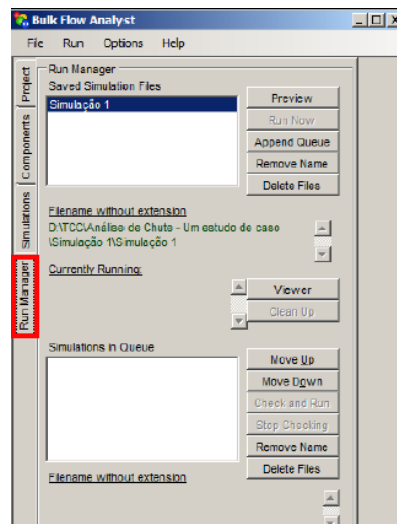 Bulk Flow Analyst
File Run Options Help
Project
Components
Simulations
Run Manager
Run Manager
Saved Simulation Files
Simulação 1
Preview
Run Now
Append Queue
Remove Name
Delete Files
Filename without extension
D:\TCC\Análise de Chute - Um estudo de caso
\Simulação 1\Simulação 1
Currently Running:
Viewer
Clean Up
Simulations in Queue
Move Up
Move Down
Check and Run
Stop Checking
Remove Name
Delete Files
Filename without extension